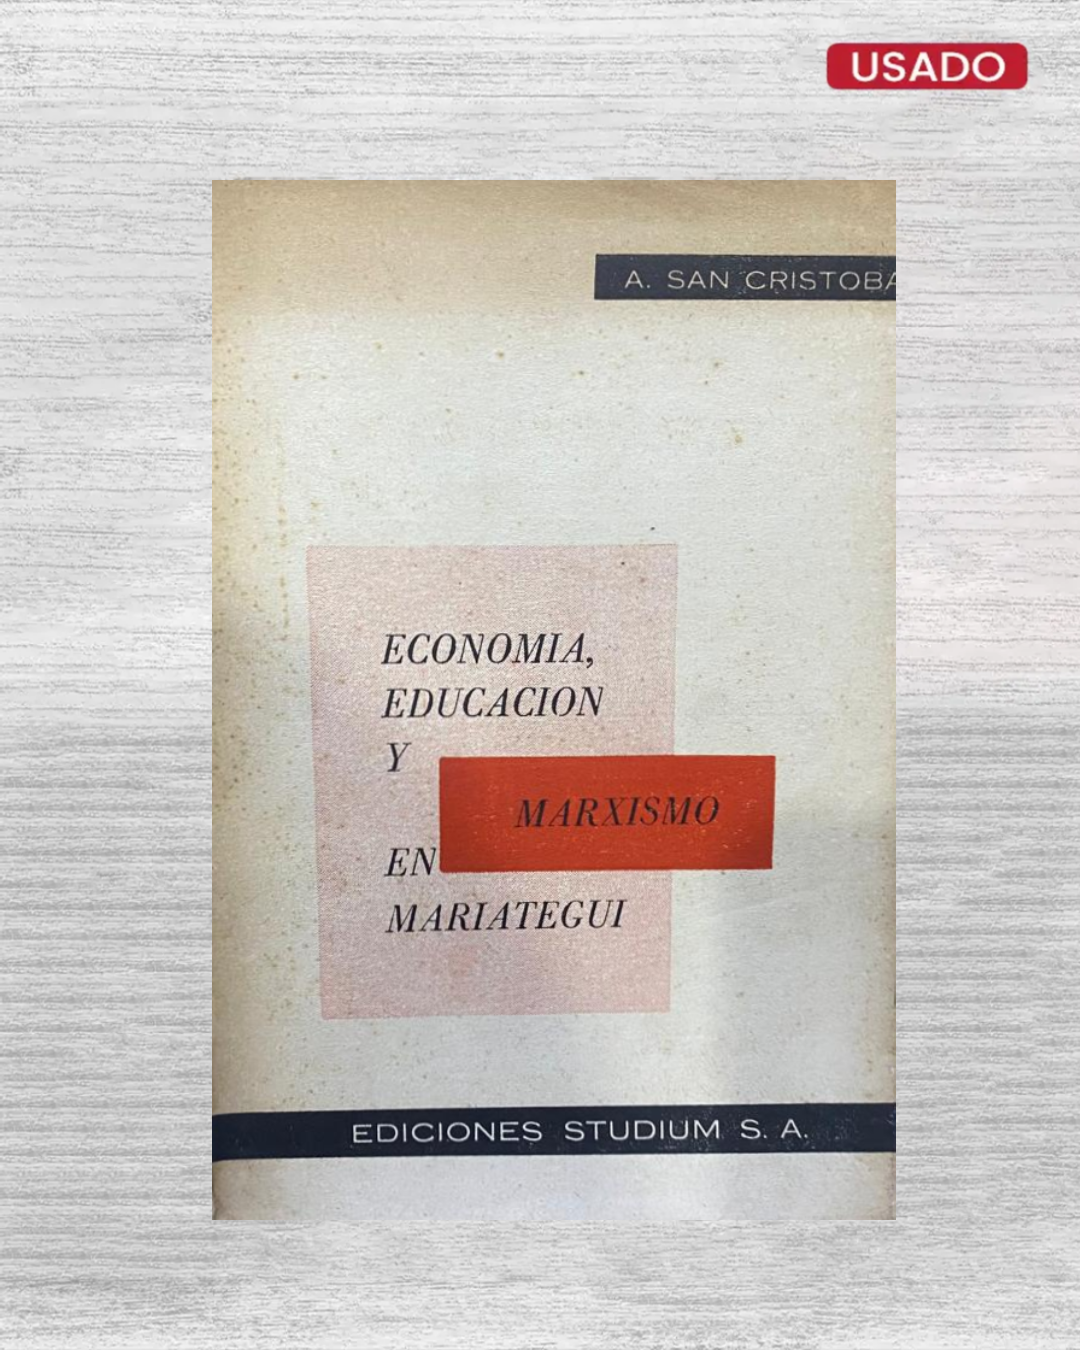 USADO
A. SAN CRISTOBA
ECONOMIA,
EDUCACION
Y
MARXISMO
EN
MARIATEGUI
EDICIONES STUDIUM S. A.